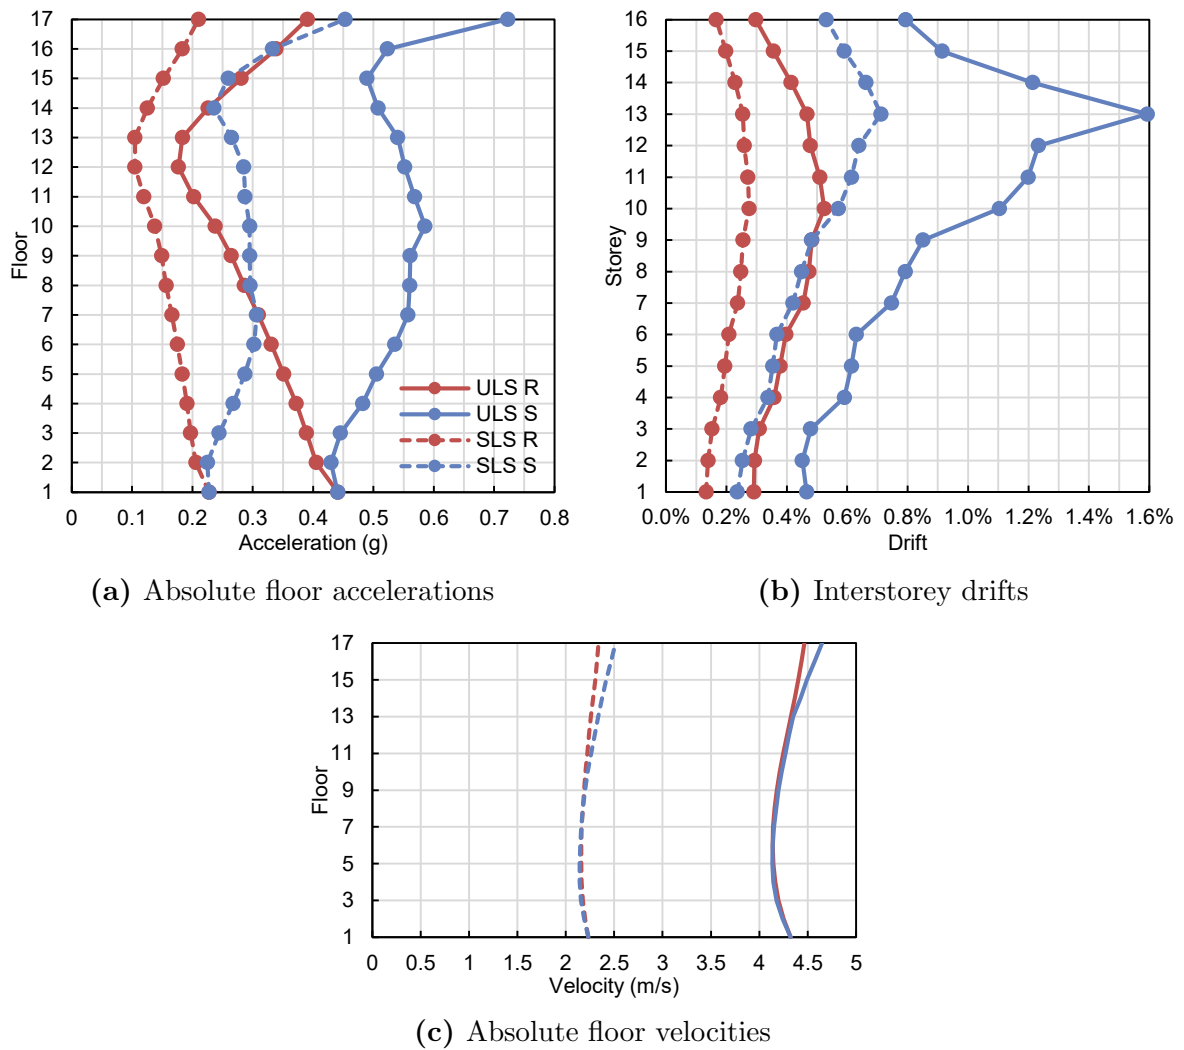 17
16
15
14
13
12
11
10
9
8
7
6
5
4
3
2
1
Floor
0 0.1 0.2 0.3 0.4 0.5 0.6 0.7 0.8
Acceleration (g)
ULS R
ULS S
SLS R
SLS S
(a) Absolute floor accelerations
16
15
14
13
12
11
10
9
8
7
6
5
4
3
2
1
Storey
0.0% 0.2% 0.4% 0.6% 0.8% 1.0% 1.2% 1.4% 1.6%
Drift
(b) Interstorey drifts
17
15
13
11
9
7
5
3
1
Floor
0 0.5 1 1.5 2 2.5 3 3.5 4 4.5 5
Velocity (m/s)
(c) Absolute floor velocities